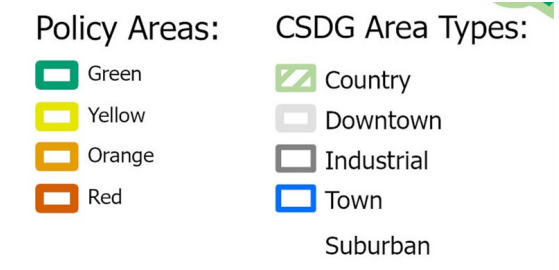 Policy Areas:
Green
Yellow
Orange
Red
CSDG Area Types:
Country
Downtown
Industrial
Town
Suburban